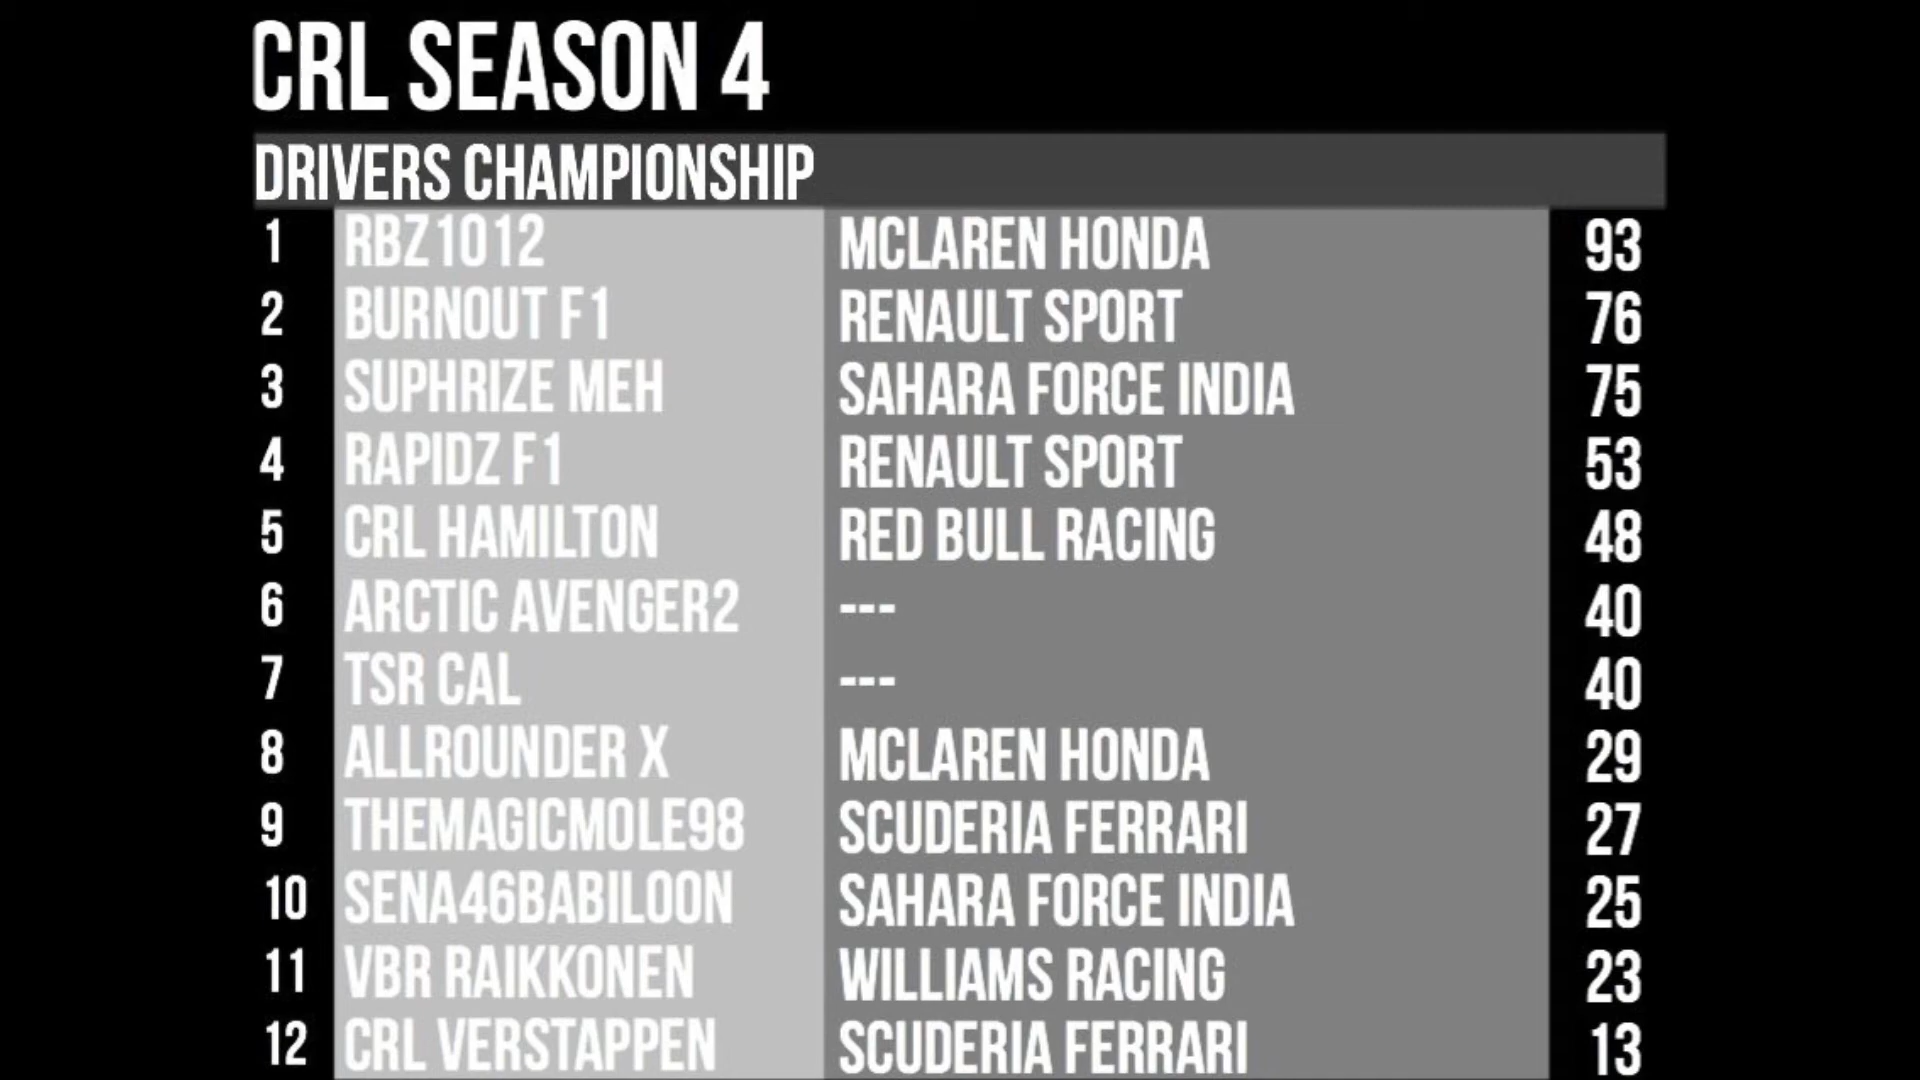 CRL SEASON 4
DRIVERS CHAMPIONSHIP
1 RBZ1012 MCLAREN HONDA 93
2 BURNOUT F1 RENAULT SPORT 76
3 SUPHRIZE MEH SAHARA FORCE INDIA 75
4 RAPIDZ F1 RENAULT SPORT 53
5 CRL HAMILTON RED BULL RACING 48
6 ARCTIC AVENGER2 --- 40
7 TSR CAL --- 40
8 ALLROUNDER X MCLAREN HONDA 29
9 THEMAGICMOLE98 SCUDERIA FERRARI 27
10 SENA46BABILOON SAHARA FORCE INDIA 25
11 VBR RAIKKONEN WILLIAMS RACING 23
12 CRL VERSTAPPEN SCUDERIA FERRARI 13